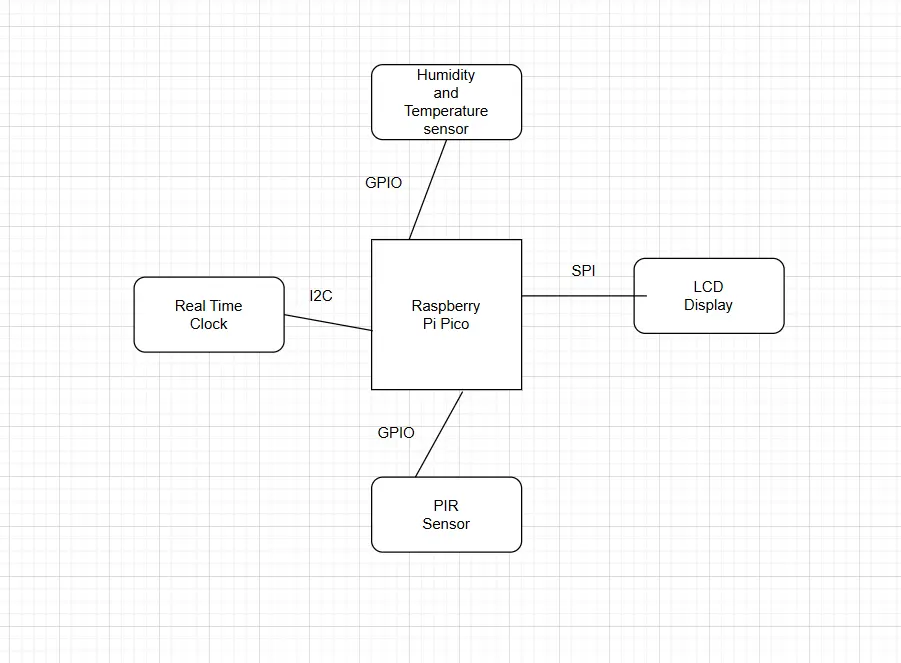 Humidity
and
Temperature
sensor
GPIO
SPI
I2C
Real Time
Clock
Raspberry
Pi Pico
LCD
Display
GPIO
PIR
Sensor